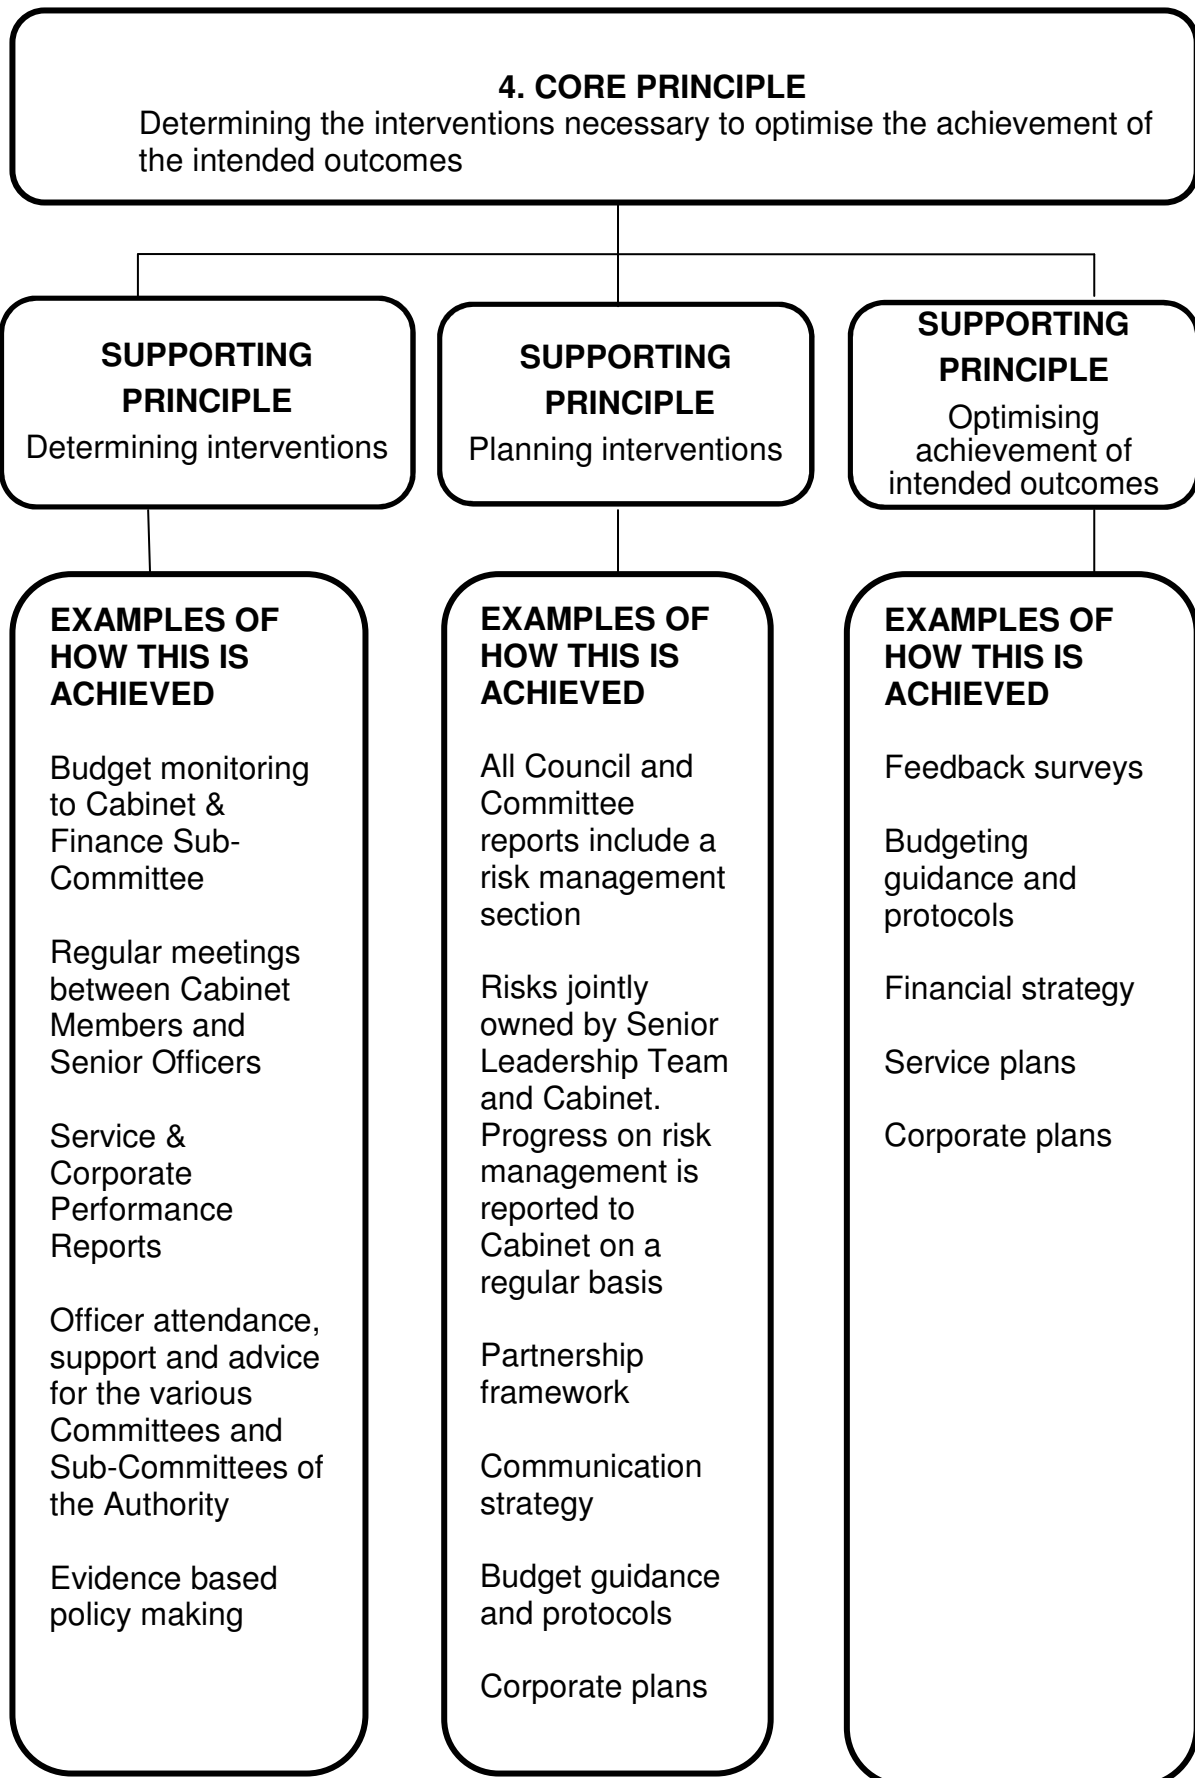 4. CORE PRINCIPLE
Determining the interventions necessary to optimise the achievement of
the intended outcomes
SUPPORTING
PRINCIPLE
Determining interventions
SUPPORTING
PRINCIPLE
Planning interventions
SUPPORTING
PRINCIPLE
Optimising
achievement of
intended outcomes
EXAMPLES OF
HOW THIS IS
ACHIEVED
Budget monitoring
to Cabinet &
Finance Sub-
Committee
Regular meetings
between Cabinet
Members and
Senior Officers
Service &
Corporate
Performance
Reports
Officer attendance,
support and advice
for the various
Committees and
Sub-Committees of
the Authority
Evidence based
policy making
EXAMPLES OF
HOW THIS IS
ACHIEVED
All Council and
Committee
reports include a
risk management
section
Risks jointly
owned by Senior
Leadership Team
and Cabinet.
Progress on risk
management is
reported to
Cabinet on a
regular basis
Partnership
framework
Communication
strategy
Budget guidance
and protocols
Corporate plans
EXAMPLES OF
HOW THIS IS
ACHIEVED
Feedback surveys
Budgeting
guidance and
protocols
Financial strategy
Service plans
Corporate plans